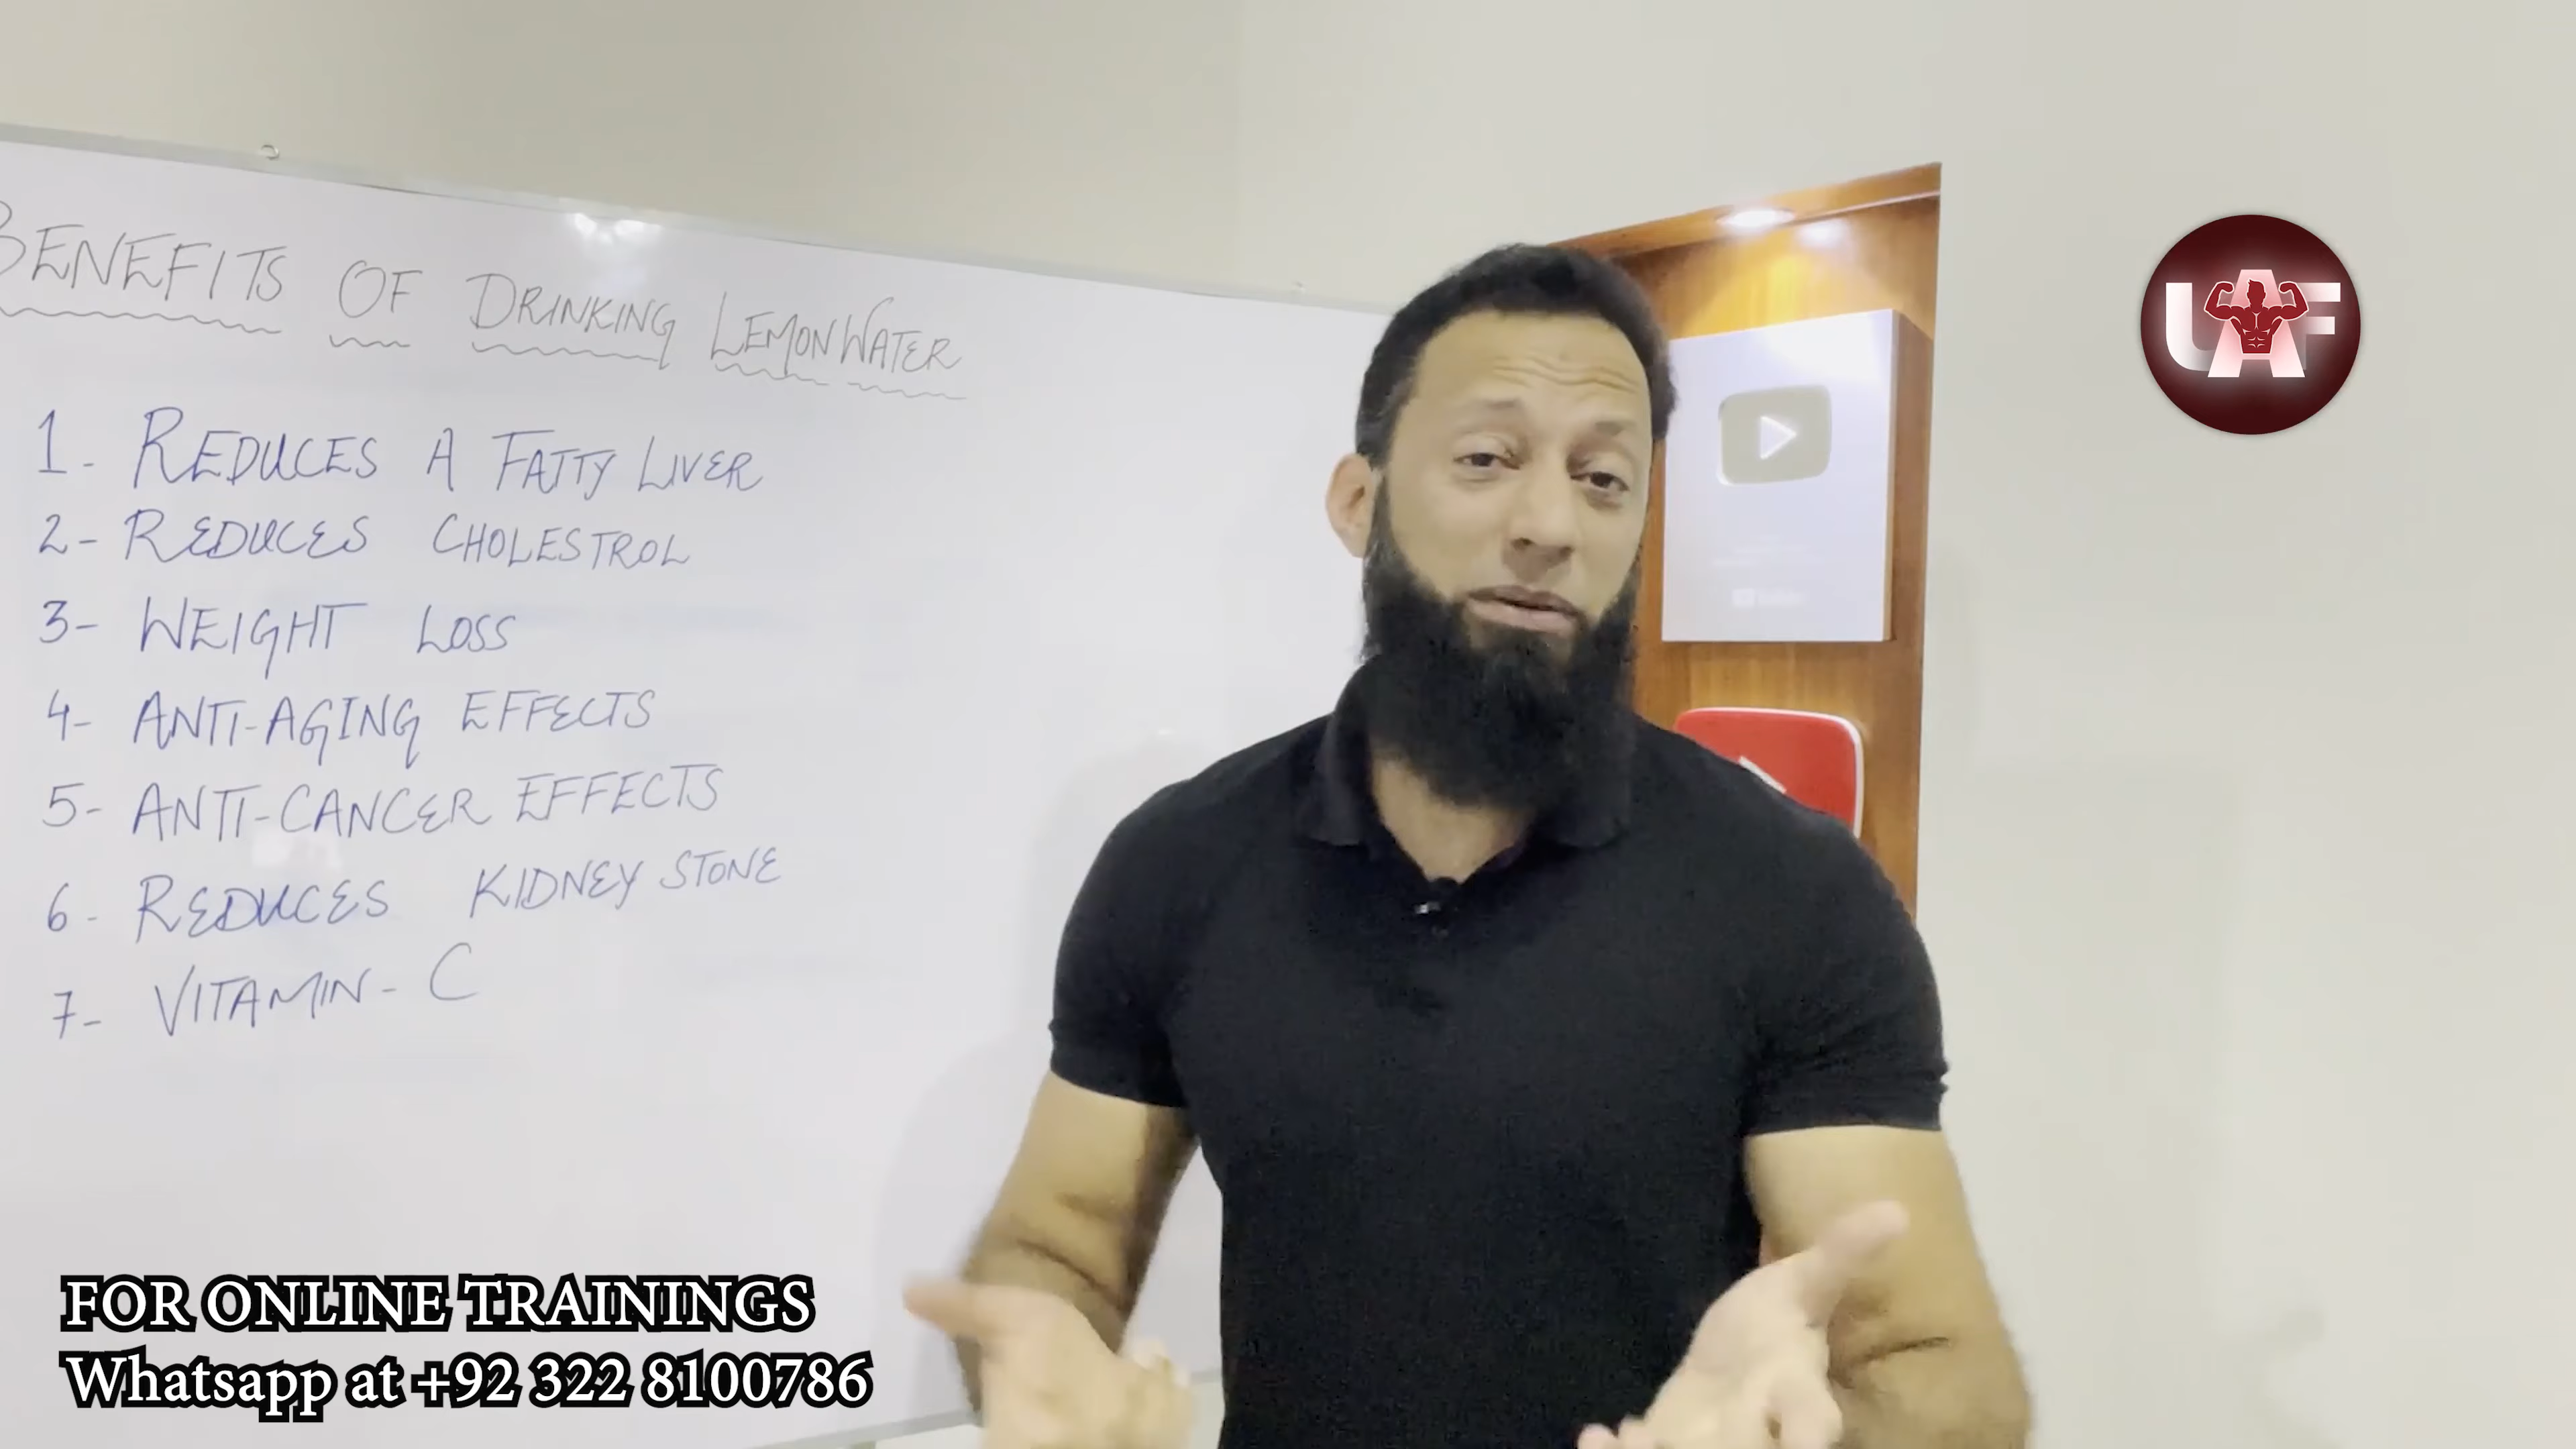 BENEFITS OF DRINKING LEMON WATER
1- REDUCES A FATTY LIVER
2- REDUCES CHOLESTROL
3- WEIGHT LOSS
4- ANTI-AGING EFFECTS
5- ANTI-CANCER EFFECTS
6- REDUCES KIDNEY STONE
7- VITAMIN-C
UAF
FOR ONLINE TRAININGS
Whatsapp at +92 322 8100786